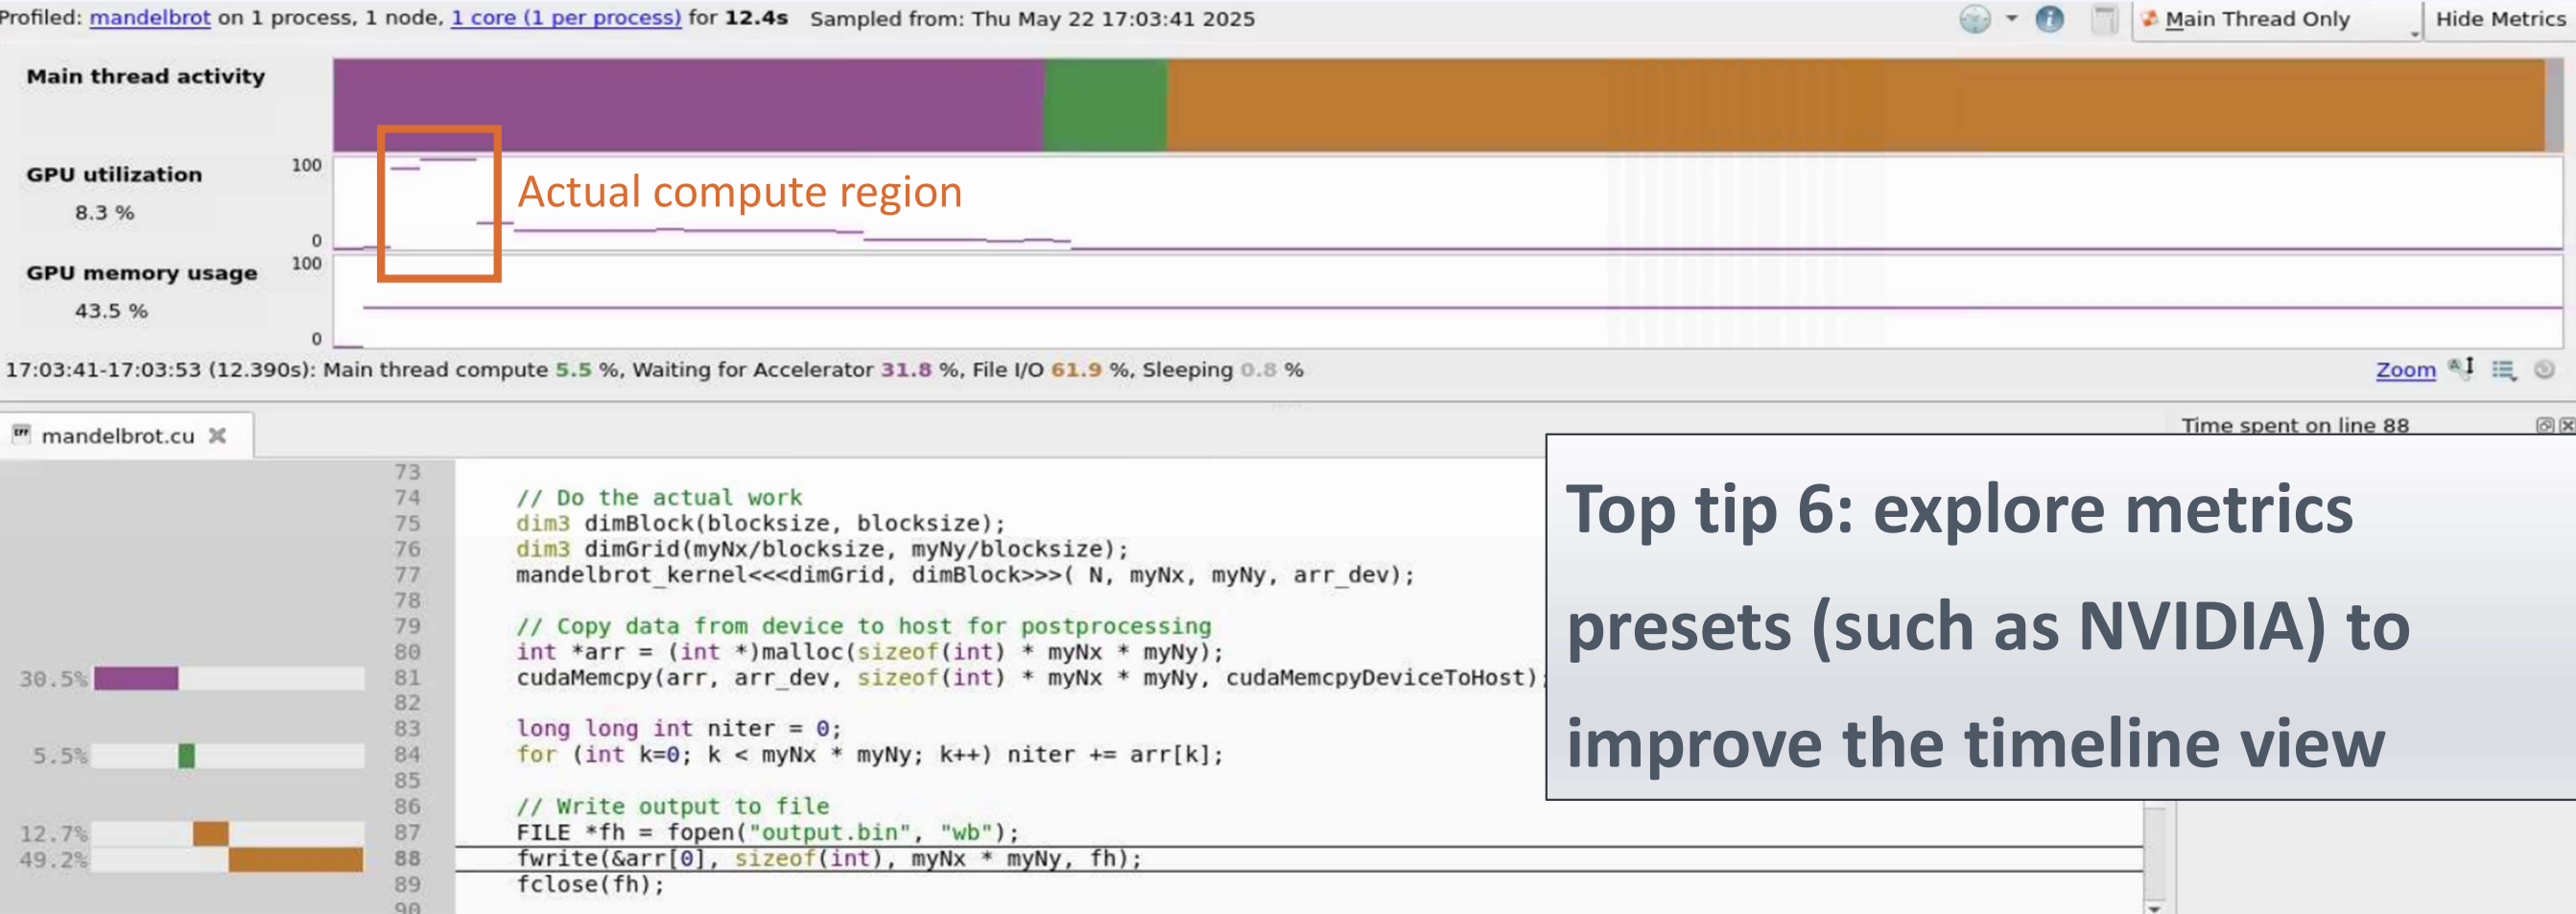 Profiled: mandelbrot on 1 process, 1 node, 1 core (1 per process) for 12.4s Sampled from: Thu May 22 17:03:41 2025 Main Thread Only Hide Metrics
Main thread activity
GPU utilization
8.3 %
100
0
Actual compute region
GPU memory usage
43.5 %
100
0
17:03:41-17:03:53 (12.390s): Main thread compute 5.5 %, Waiting for Accelerator 31.8 %, File I/O 61.9 %, Sleeping 0.8 % Zoom
mandelbrot.cu
Time spent on line 88
73
74 // Do the actual work
75 dim3 dimBlock(blocksize, blocksize);
76 dim3 dimGrid(myNx/blocksize, myNy/blocksize);
77 mandelbrot_kernel<<<dimGrid, dimBlock>>>( N, myNx, myNy, arr_dev);
78
79 // Copy data from device to host for postprocessing
80 int *arr = (int *)malloc(sizeof(int) * myNx * myNy);
30.5% 81 cudaMemcpy(arr, arr_dev, sizeof(int) * myNx * myNy, cudaMemcpyDeviceToHost);
82
83 long long int niter = 0;
5.5% 84 for (int k=0; k < myNx * myNy; k++) niter += arr[k];
85
86 // Write output to file
12.7% 87 FILE *fh = fopen("output.bin", "wb");
49.2% 88 fwrite(&arr[0], sizeof(int), myNx * myNy, fh);
89 fclose(fh);
90
Top tip 6: explore metrics
presets (such as NVIDIA) to
improve the timeline view